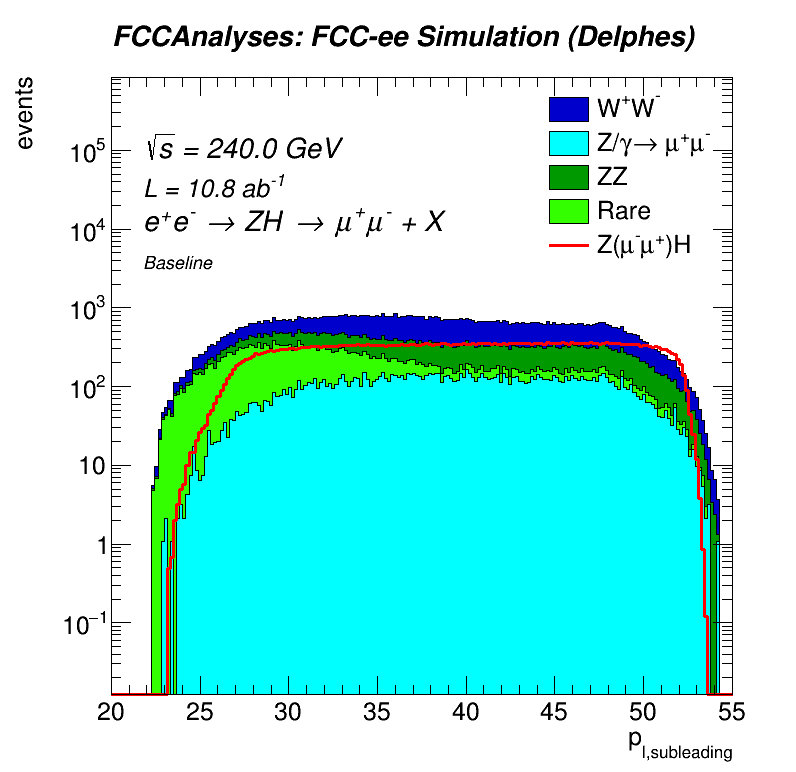 FCCAnalyses: FCC-ee Simulation (Delphes)
events
√s = 240.0 GeV
L = 10.8 ab⁻¹
e⁺e⁻ → ZH → μ⁺μ⁻ + X
Baseline
W⁺W⁻
Z/γ→ μ⁺μ⁻
ZZ
Rare
Z(μ⁻μ⁺)H
10⁵
10⁴
10³
10²
10
1
10⁻¹
20 25 30 35 40 45 50 55
p_l,subleading